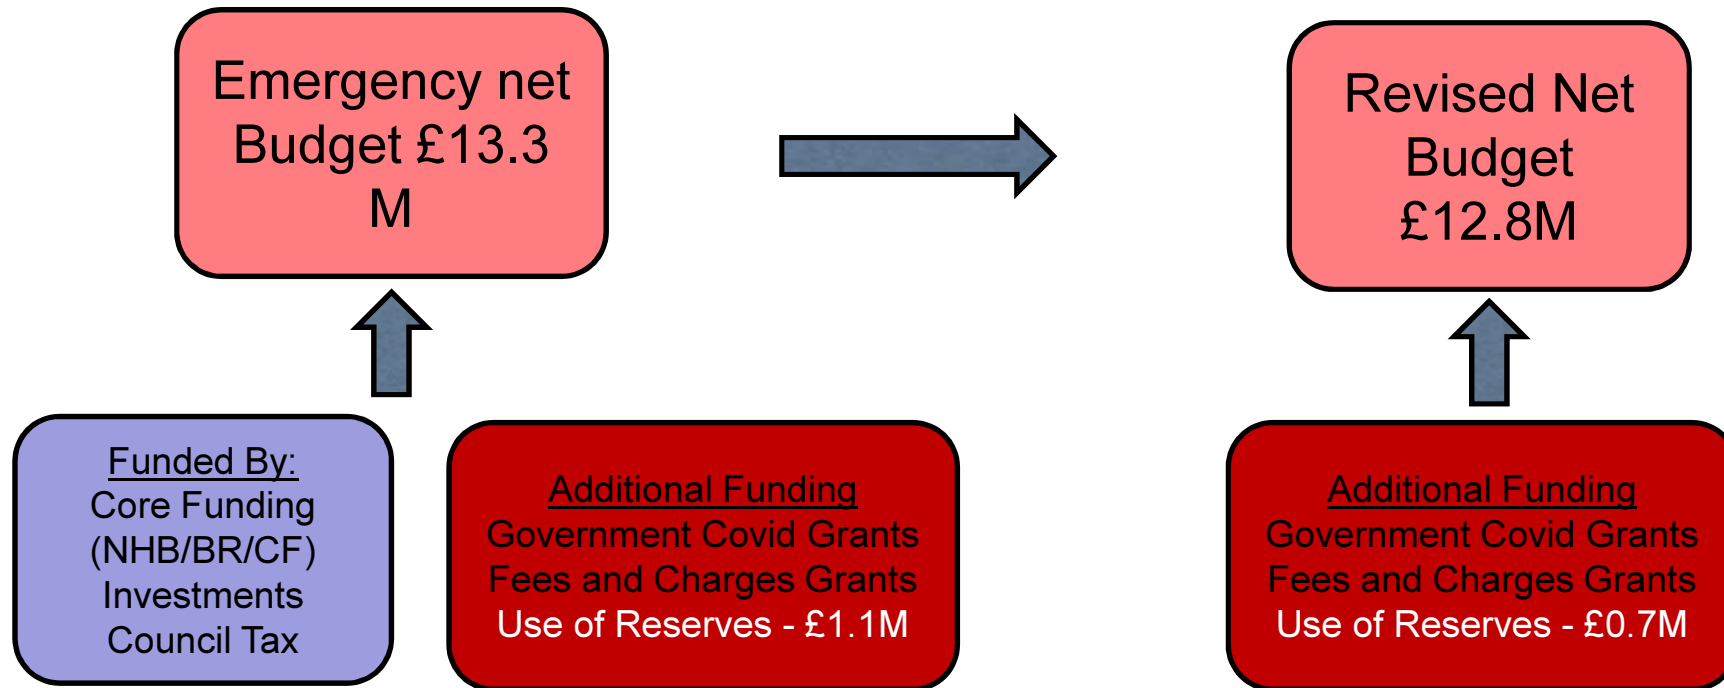 Emergency net
Budget £13.3
M
Revised Net
Budget
£12.8M
Funded By:
Core Funding
(NHB/BR/CF)
Investments
Council Tax
Additional Funding
Government Covid Grants
Fees and Charges Grants
Use of Reserves - £1.1M
Additional Funding
Government Covid Grants
Fees and Charges Grants
Use of Reserves - £0.7M